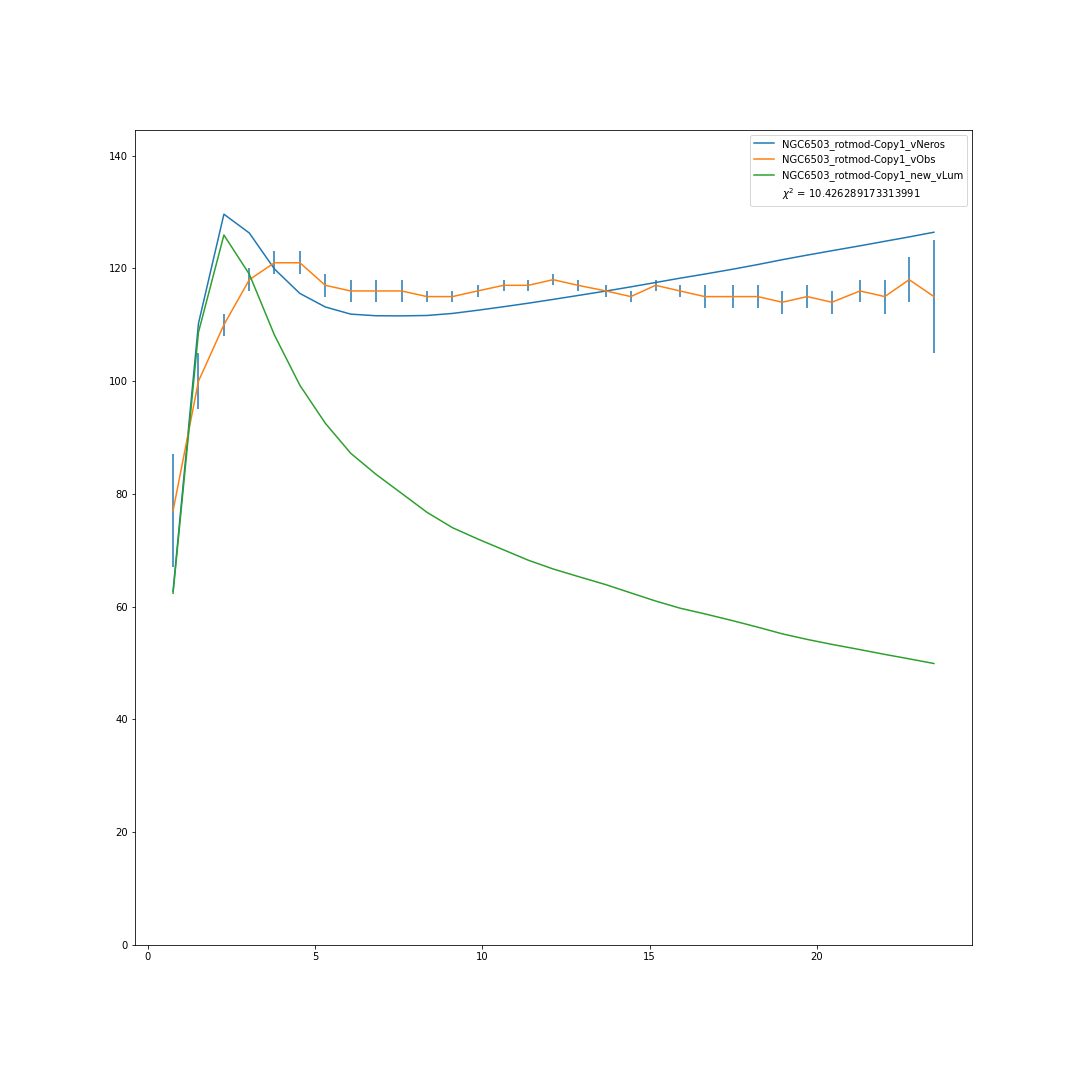 140
120
100
80
60
40
20
0
0 5 10 15 20
NGC6503_rotmod-Copy1_vNeros
NGC6503_rotmod-Copy1_vObs
NGC6503_rotmod-Copy1_new_vLum
χ² = 10.426289173313991